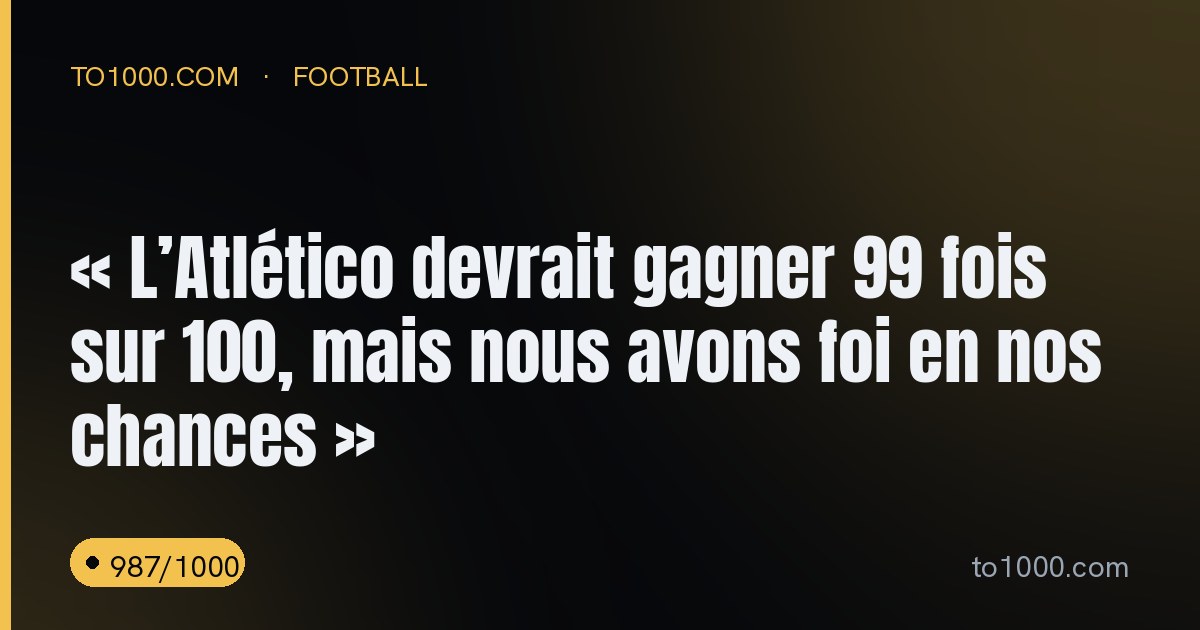 TO1000.COM · FOOTBALL
« L’Atlético devrait gagner 99 fois
sur 100, mais nous avons foi en nos
chances »
987/1000
to1000.com